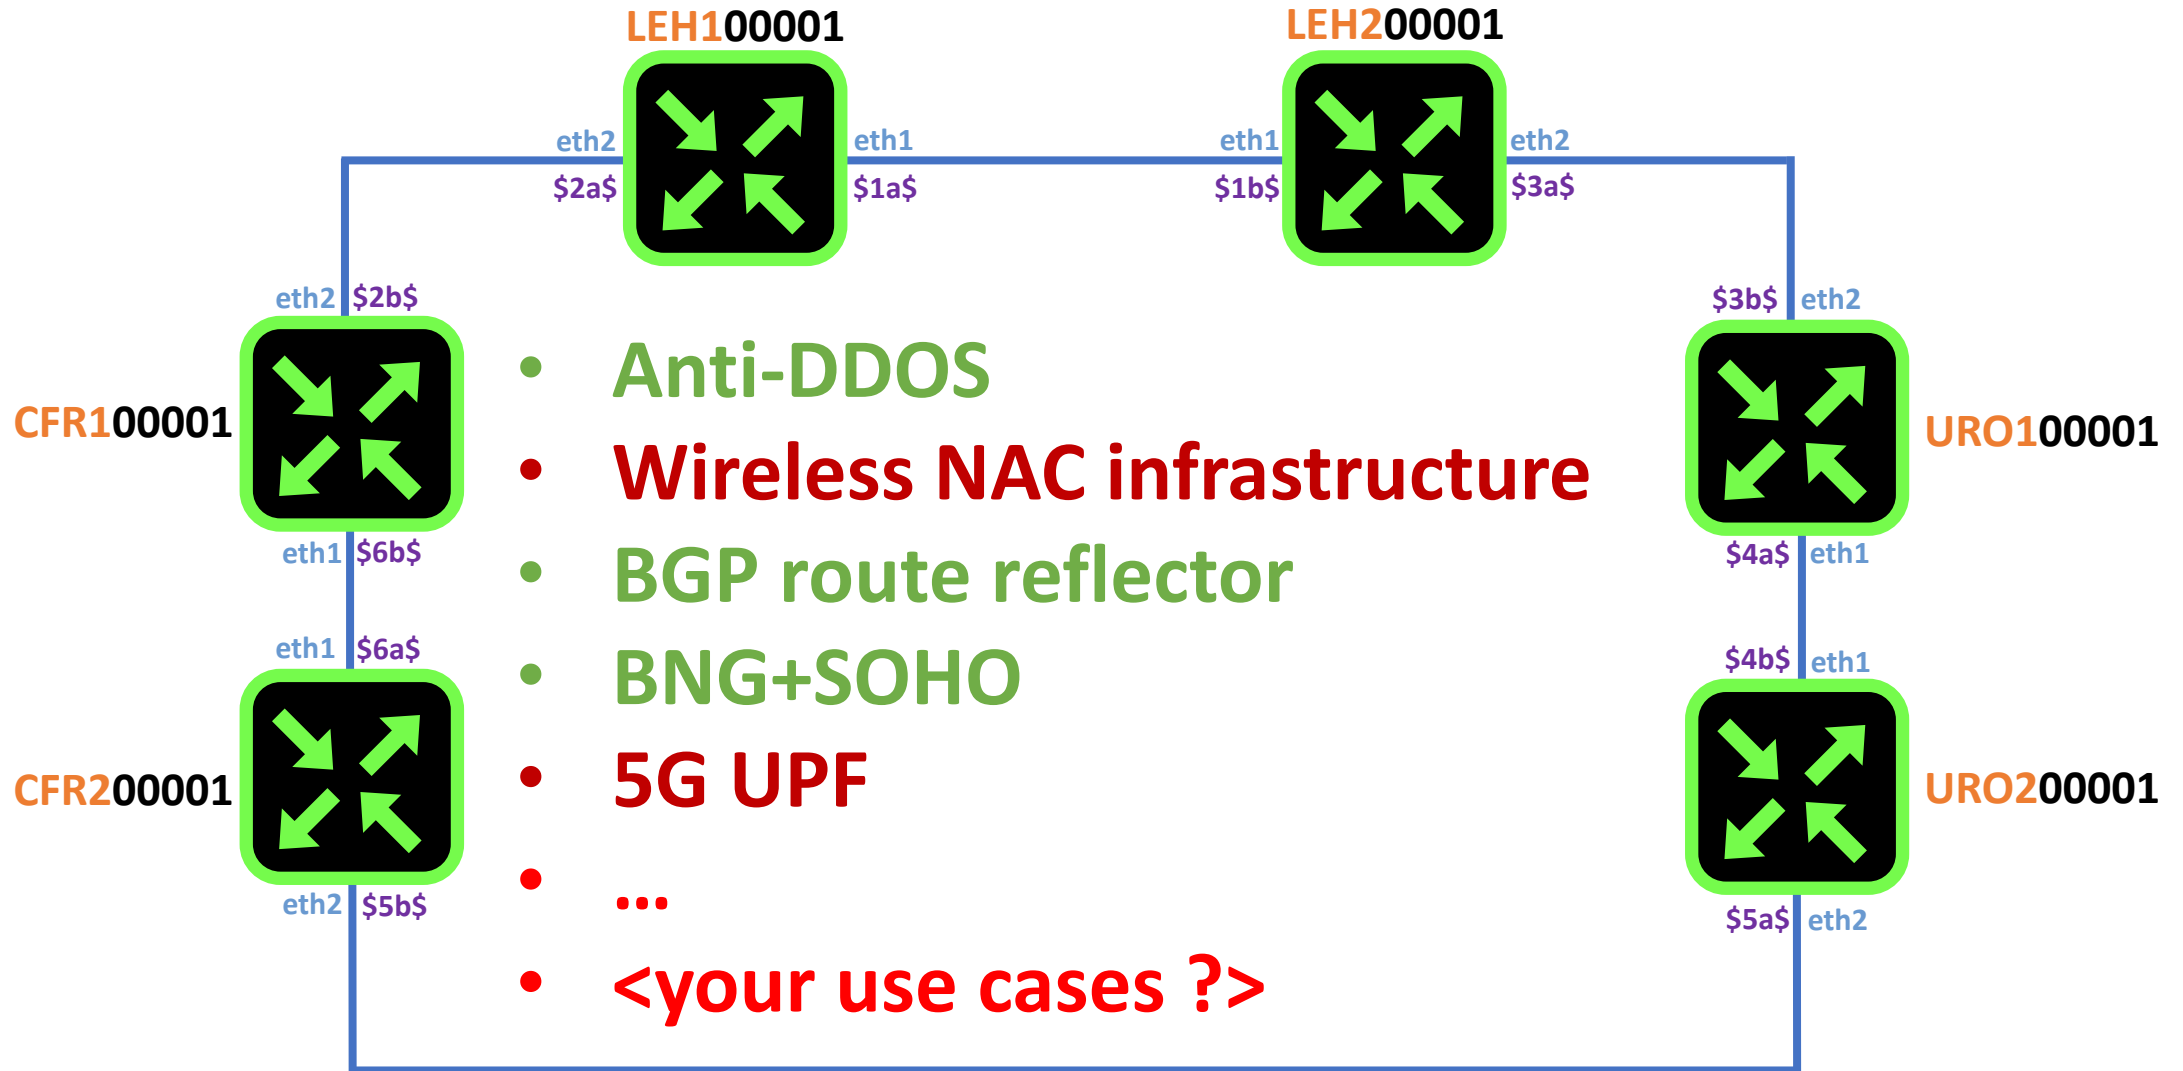 LEH100001
LEH200001
eth2
eth1
eth1
eth2
$2a$
$1a$
$1b$
$3a$
eth2 $2b$
$3b$ eth2
• Anti-DDOS
CFR100001
URO100001
• Wireless NAC infrastructure
eth1 $6b$
$4a$ eth1
• BGP route reflector
eth1 $6a$
$4b$ eth1
• BNG+SOHO
CFR200001
URO200001
• 5G UPF
eth2 $5b$
$5a$ eth2
• ...
• <your use cases ?>